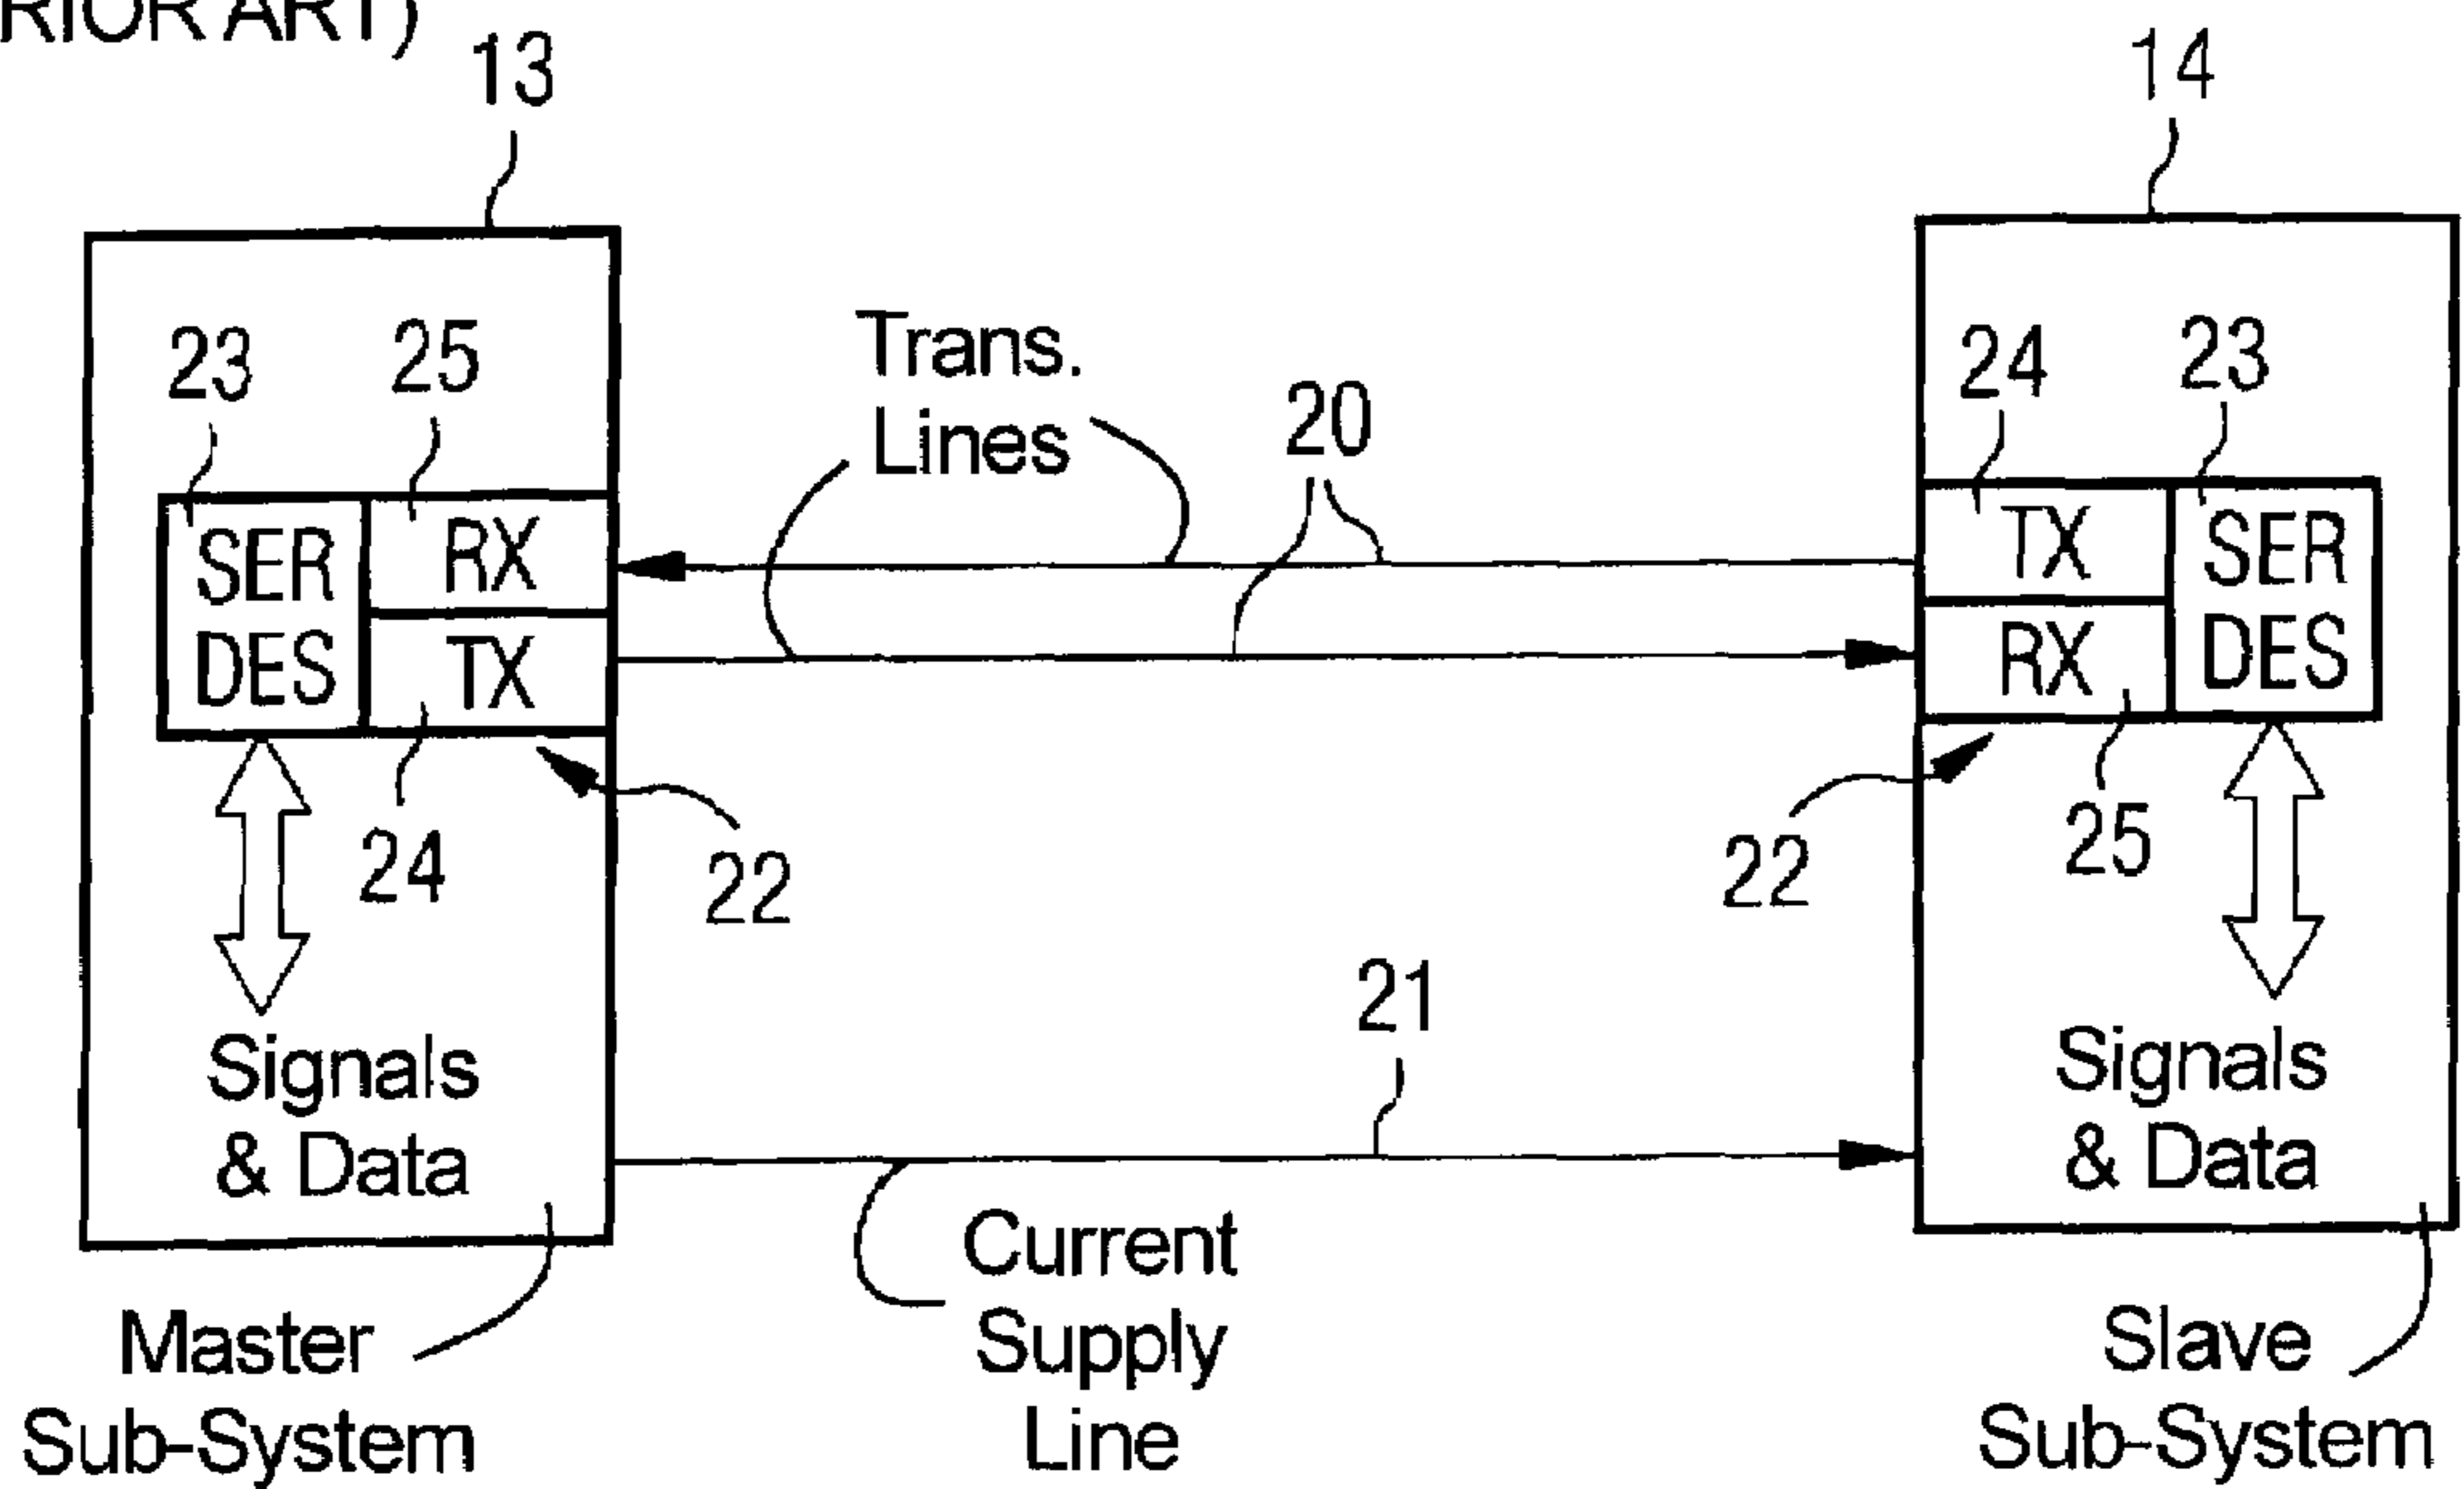 RIOR ART)
13
14
23
25
Trans.
Lines
20
24
23
SER
DES
RX
TX
TX
RX
SER
DES
24
22
22
25
21
Signals
& Data
Signals
& Data
Current
Supply
Line
Master
Sub-System
Slave
Sub-System